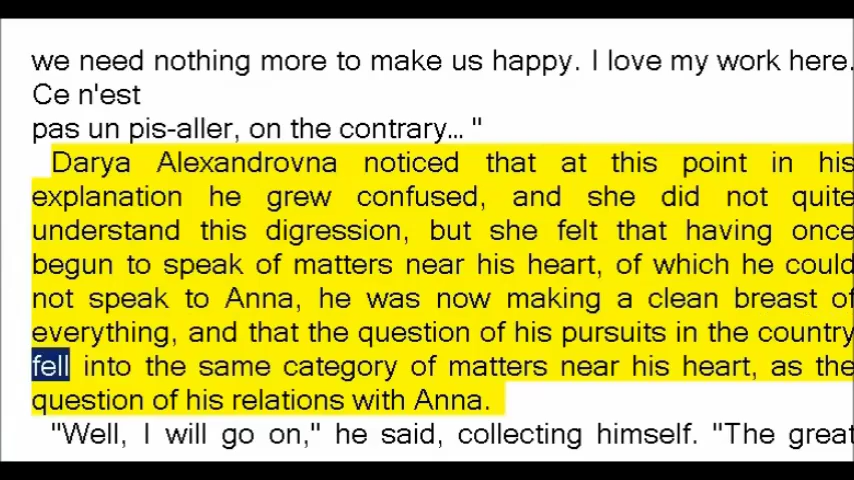 we need nothing more to make us happy. I love my work here.
Ce n'est
pas un pis-aller, on the contrary... "
Darya Alexandrovna noticed that at this point in his
explanation he grew confused, and she did not quite
understand this digression, but she felt that having once
begun to speak of matters near his heart, of which he could
not speak to Anna, he was now making a clean breast of
everything, and that the question of his pursuits in the country
fell into the same category of matters near his heart, as the
question of his relations with Anna.
"Well, I will go on," he said, collecting himself. "The great